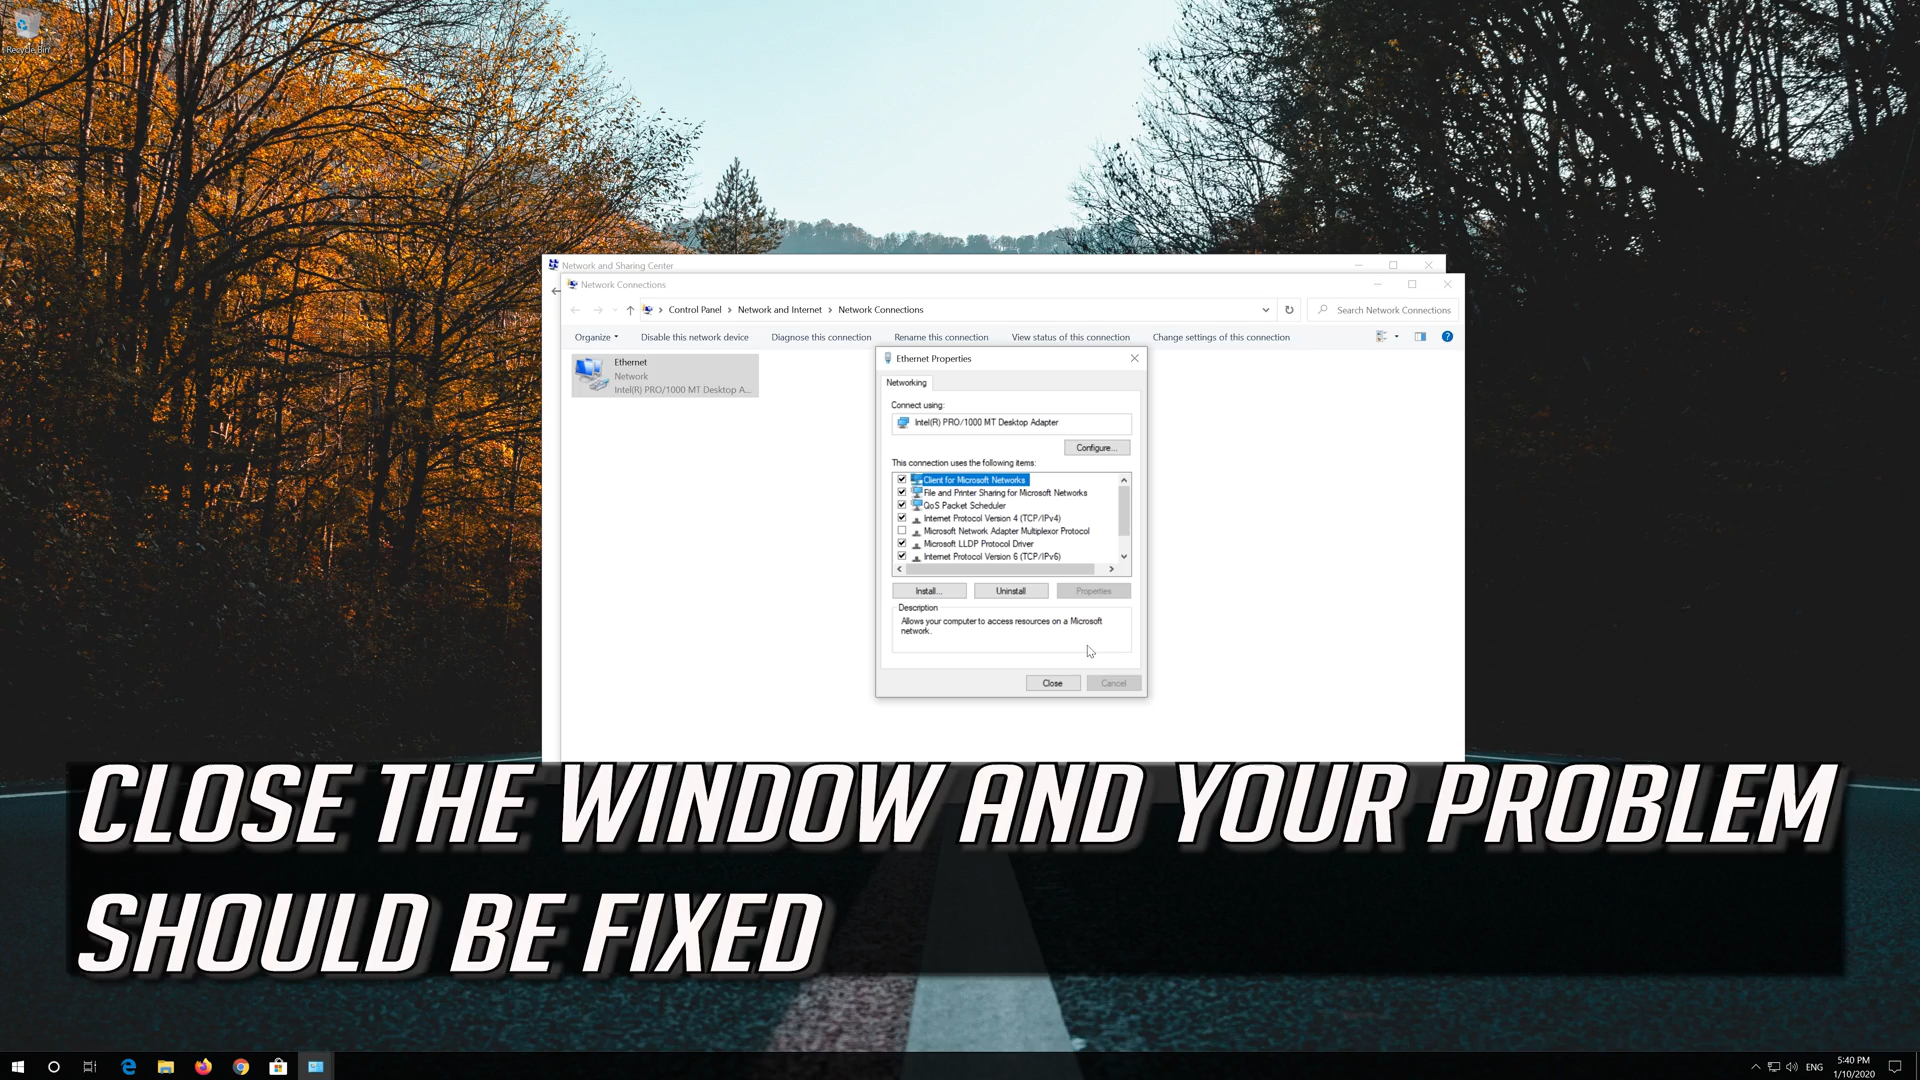 Recycle Bin
Network and Sharing Center
Network Connections
Control Panel > Network and Internet > Network Connections
Search Network Connections
Organize
Disable this network device
Diagnose this connection
Rename this connection
View status of this connection
Change settings of this connection
Ethernet
Network
Intel(R) PRO/1000 MT Desktop A...
Ethernet Properties
Networking
Connect using:
Intel(R) PRO/1000 MT Desktop Adapter
Configure...
This connection uses the following items:
Client for Microsoft Networks
File and Printer Sharing for Microsoft Networks
QoS Packet Scheduler
Internet Protocol Version 4 (TCP/IPv4)
Microsoft Network Adapter Multiplexor Protocol
Microsoft LLDP Protocol Driver
Internet Protocol Version 6 (TCP/IPv6)
Install...
Uninstall
Properties
Description
Allows your computer to access resources on a Microsoft
network.
Close
Cancel
CLOSE THE WINDOW AND YOUR PROBLEM
SHOULD BE FIXED
ENG
5:40 PM
1/10/2020